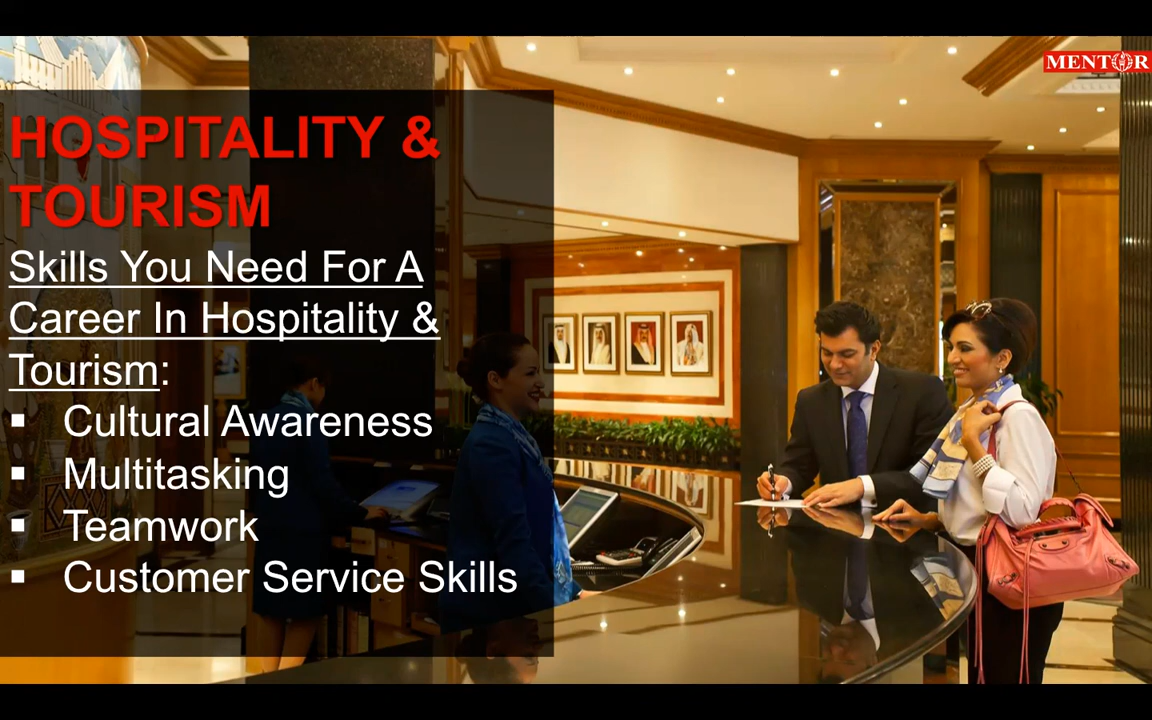 MENTOR
HOSPITALITY &
TOURISM
Skills You Need For A
Career In Hospitality &
Tourism:
▪ Cultural Awareness
▪ Multitasking
▪ Teamwork
▪ Customer Service Skills